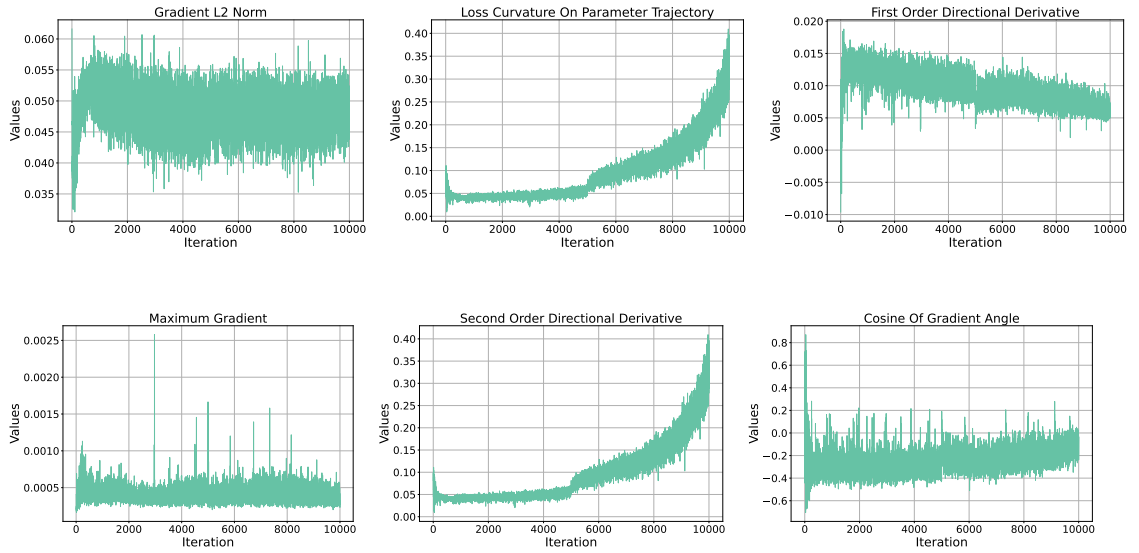 Gradient L2 Norm
Values
0.060
0.055
0.050
0.045
0.040
0.035
0 2000 4000 6000 8000 10000
Iteration
Loss Curvature On Parameter Trajectory
Values
0.40
0.35
0.30
0.25
0.20
0.15
0.10
0.05
0.00
0 2000 4000 6000 8000 10000
Iteration
First Order Directional Derivative
Values
0.020
0.015
0.010
0.005
0.000
−0.005
−0.010
0 2000 4000 6000 8000 10000
Iteration
Maximum Gradient
Values
0.0025
0.0020
0.0015
0.0010
0.0005
0 2000 4000 6000 8000 10000
Iteration
Second Order Directional Derivative
Values
0.40
0.35
0.30
0.25
0.20
0.15
0.10
0.05
0.00
0 2000 4000 6000 8000 10000
Iteration
Cosine Of Gradient Angle
Values
0.8
0.6
0.4
0.2
0.0
−0.2
−0.4
−0.6
0 2000 4000 6000 8000 10000
Iteration